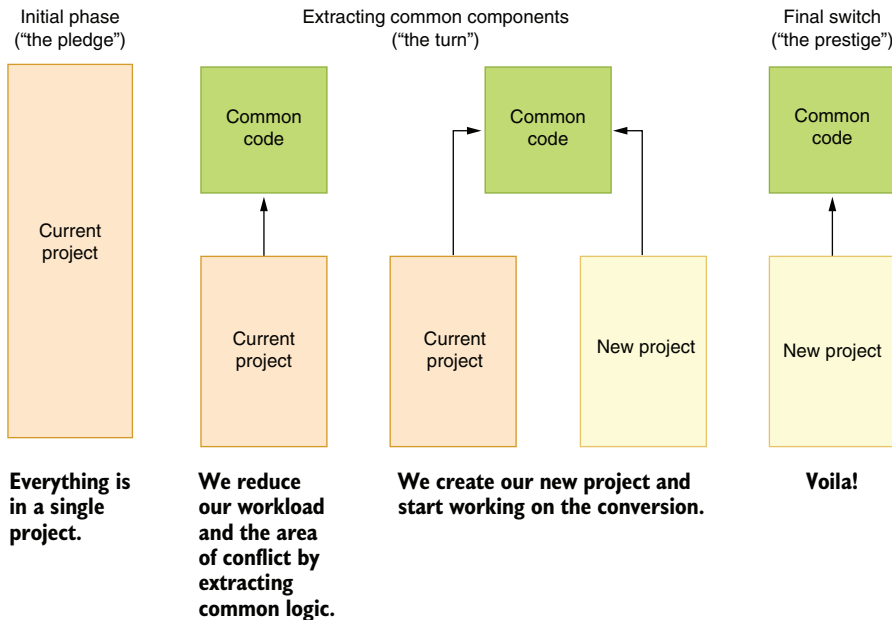 Initial phase
(“the pledge”)
Extracting common components
(“the turn”)
Final switch
(“the prestige”)
Current
project
Common
code
Current
project
Common
code
Current
project
New project
Common
code
New project
Everything is
in a single
project.
We reduce
our workload
and the area
of conflict by
extracting
common logic.
We create our new project and
start working on the conversion.
Voila!